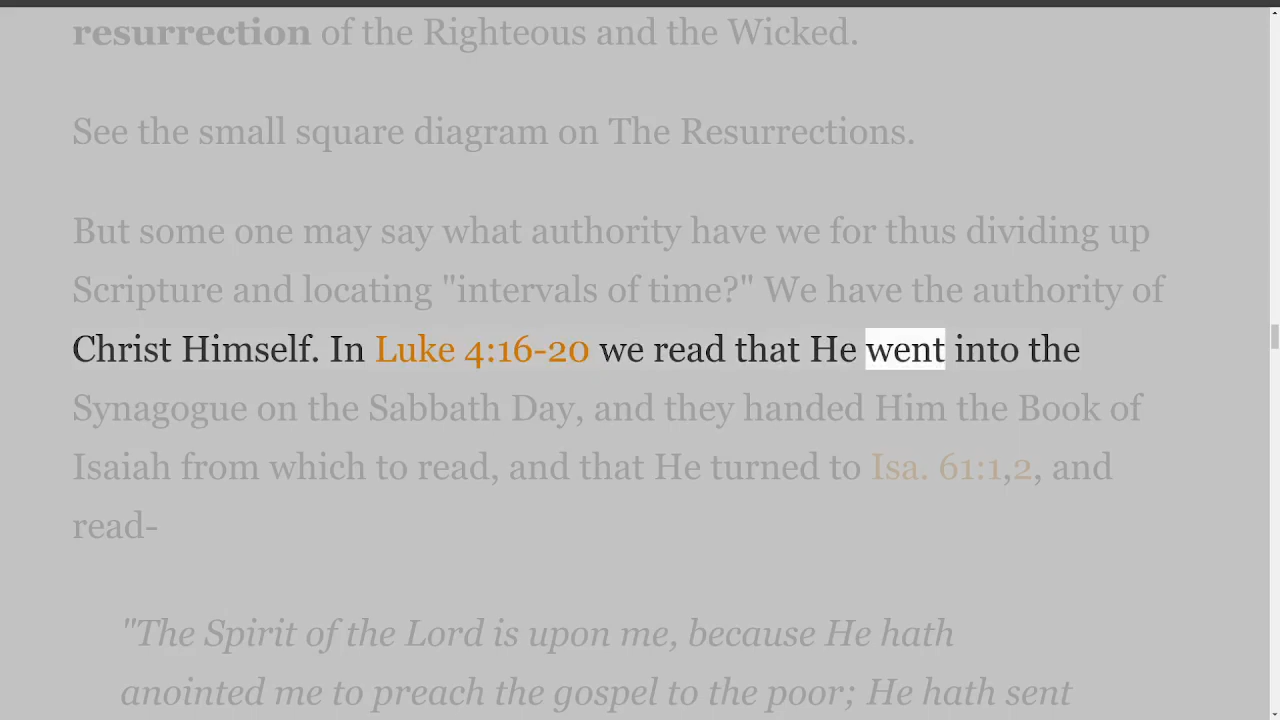 resurrection of the Righteous and the Wicked.
See the small square diagram on The Resurrections.
But some one may say what authority have we for thus dividing up
Scripture and locating "intervals of time?" We have the authority of
Christ Himself. In Luke 4:16-20 we read that He went into the
Synagogue on the Sabbath Day, and they handed Him the Book of
Isaiah from which to read, and that He turned to Isa. 61:1,2, and
read-
"The Spirit of the Lord is upon me, because He hath
anointed me to preach the gospel to the poor; He hath sent